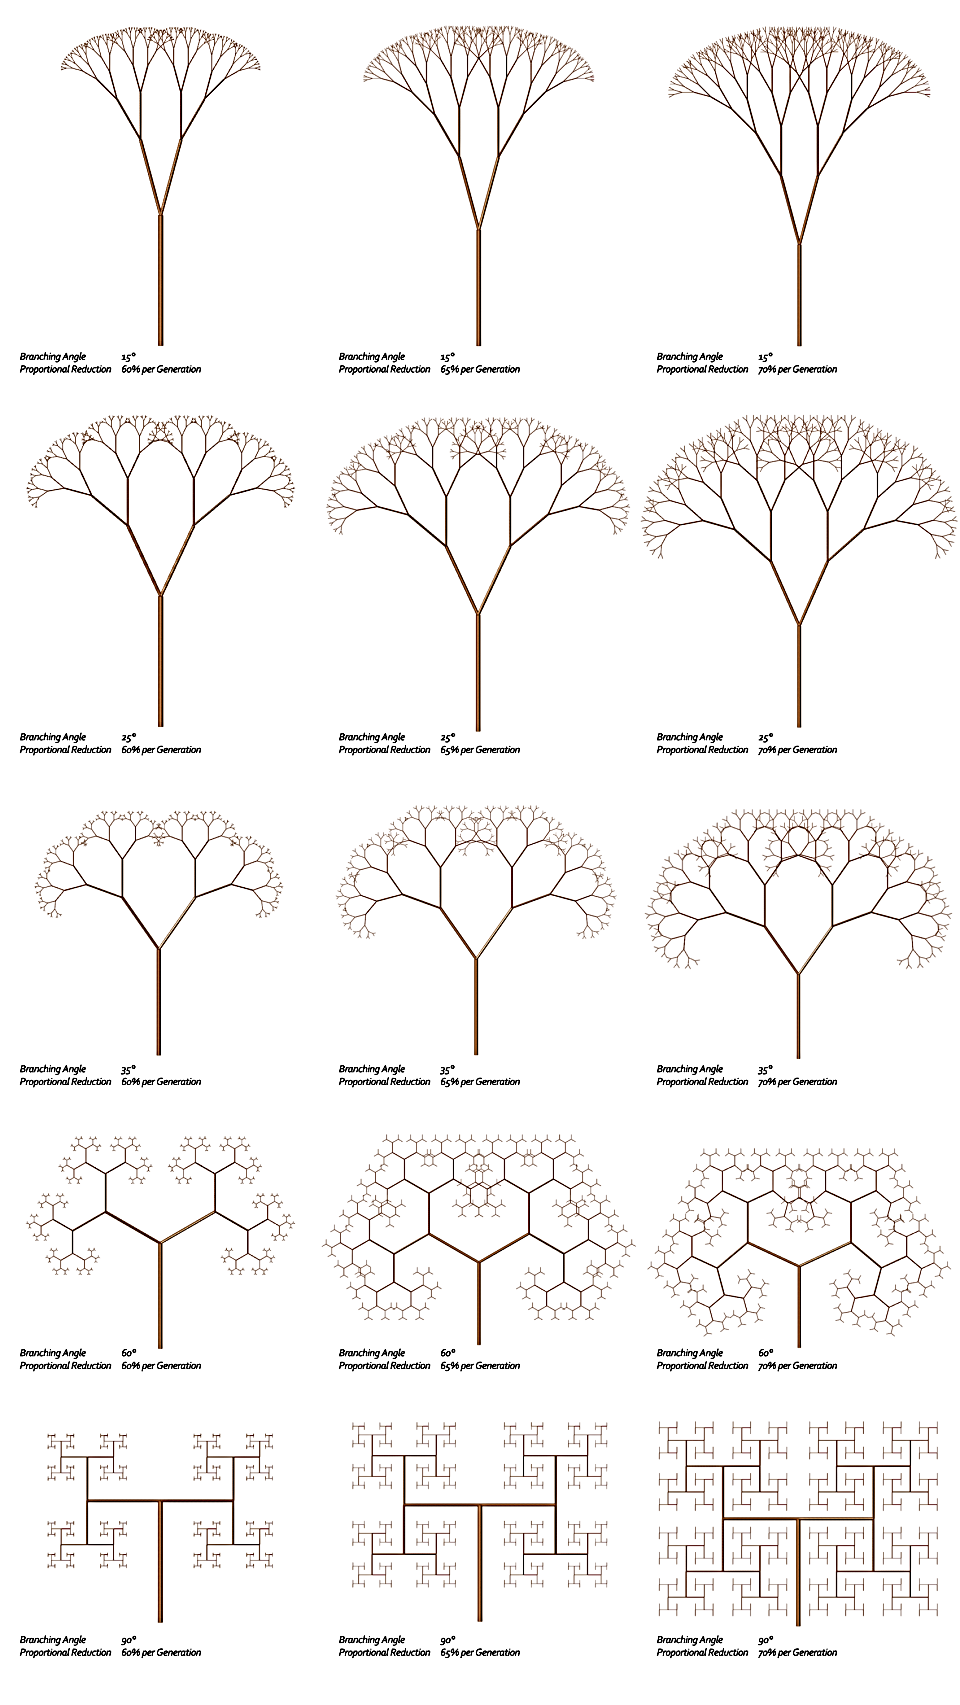 Branching Angle 15°
Proportional Reduction 60% per Generation
Branching Angle 15°
Proportional Reduction 65% per Generation
Branching Angle 15°
Proportional Reduction 70% per Generation
Branching Angle 25°
Proportional Reduction 60% per Generation
Branching Angle 25°
Proportional Reduction 65% per Generation
Branching Angle 25°
Proportional Reduction 70% per Generation
Branching Angle 35°
Proportional Reduction 60% per Generation
Branching Angle 35°
Proportional Reduction 65% per Generation
Branching Angle 35°
Proportional Reduction 70% per Generation
Branching Angle 60°
Proportional Reduction 60% per Generation
Branching Angle 60°
Proportional Reduction 65% per Generation
Branching Angle 60°
Proportional Reduction 70% per Generation
Branching Angle 90°
Proportional Reduction 60% per Generation
Branching Angle 90°
Proportional Reduction 65% per Generation
Branching Angle 90°
Proportional Reduction 70% per Generation